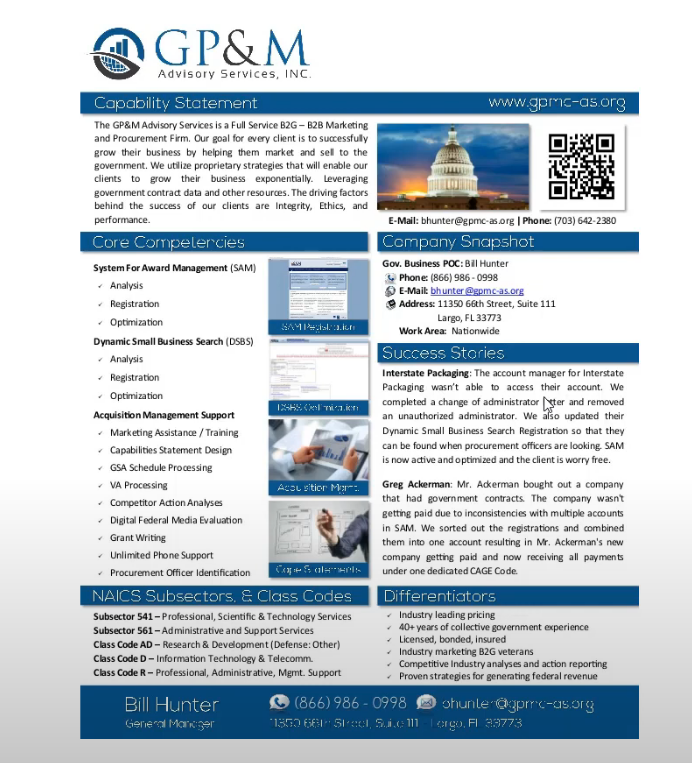 GP&M
Advisory Services, INC.
Capability Statement
www.gpmc-as.org
The GP&M Advisory Services is a Full Service B2G – B2B Marketing
and Procurement Firm. Our goal for every client is to successfully
grow their business by helping them market and sell to the
government. We utilize proprietary strategies that will enable our
clients to grow their business exponentially. Leveraging
government contract data and other resources. The driving factors
behind the success of our clients are Integrity, Ethics, and
performance.
E-Mail: bhunter@gpmc-as.org | Phone: (703) 642-2380
Core Competencies
System For Award Management (SAM)
✓ Analysis
✓ Registration
✓ Optimization
Dynamic Small Business Search (DSBS)
✓ Analysis
✓ Registration
✓ Optimization
Acquisition Management Support
✓ Marketing Assistance / Training
✓ Capabilities Statement Design
✓ GSA Schedule Processing
✓ VA Processing
✓ Competitor Action Analyses
✓ Digital Federal Media Evaluation
✓ Grant Writing
✓ Unlimited Phone Support
✓ Procurement Officer Identification
SAM Registration
DSBS Optimization
Acquisition Mgmt.
Cape Statements
Company Snapshot
Gov. Business POC: Bill Hunter
Phone: (866) 986 - 0998
E-Mail: bhunter@gpmc-as.org
Address: 11350 66th Street, Suite 111
Largo, FL 33773
Work Area: Nationwide
Success Stories
Interstate Packaging: The account manager for Interstate
Packaging wasn't able to access their account. We
completed a change of administrator letter and removed
an unauthorized administrator. We also updated their
Dynamic Small Business Search Registration so that they
can be found when procurement officers are looking. SAM
is now active and optimized and the client is worry free.
Greg Ackerman: Mr. Ackerman bought out a company
that had government contracts. The company wasn't
getting paid due to inconsistencies with multiple accounts
in SAM. We sorted out the registrations and combined
them into one account resulting in Mr. Ackerman's new
company getting paid and now receiving all payments
under one dedicated CAGE Code.
NAICS Subsectors, & Class Codes
Subsector 541 – Professional, Scientific & Technology Services
Subsector 561 – Administrative and Support Services
Class Code AD – Research & Development (Defense: Other)
Class Code D – Information Technology & Telecomm.
Class Code R – Professional, Administrative, Mgmt. Support
Differentiators
✓ Industry leading pricing
✓ 40+ years of collective government experience
✓ Licensed, bonded, insured
✓ Industry marketing B2G veterans
✓ Competitive Industry analyses and action reporting
✓ Proven strategies for generating federal revenue
Bill Hunter
General Manager
(866) 986 - 0998 bhunter@gpmc-as.org
11350 66th Street, Suite 111 Largo, FL 33773